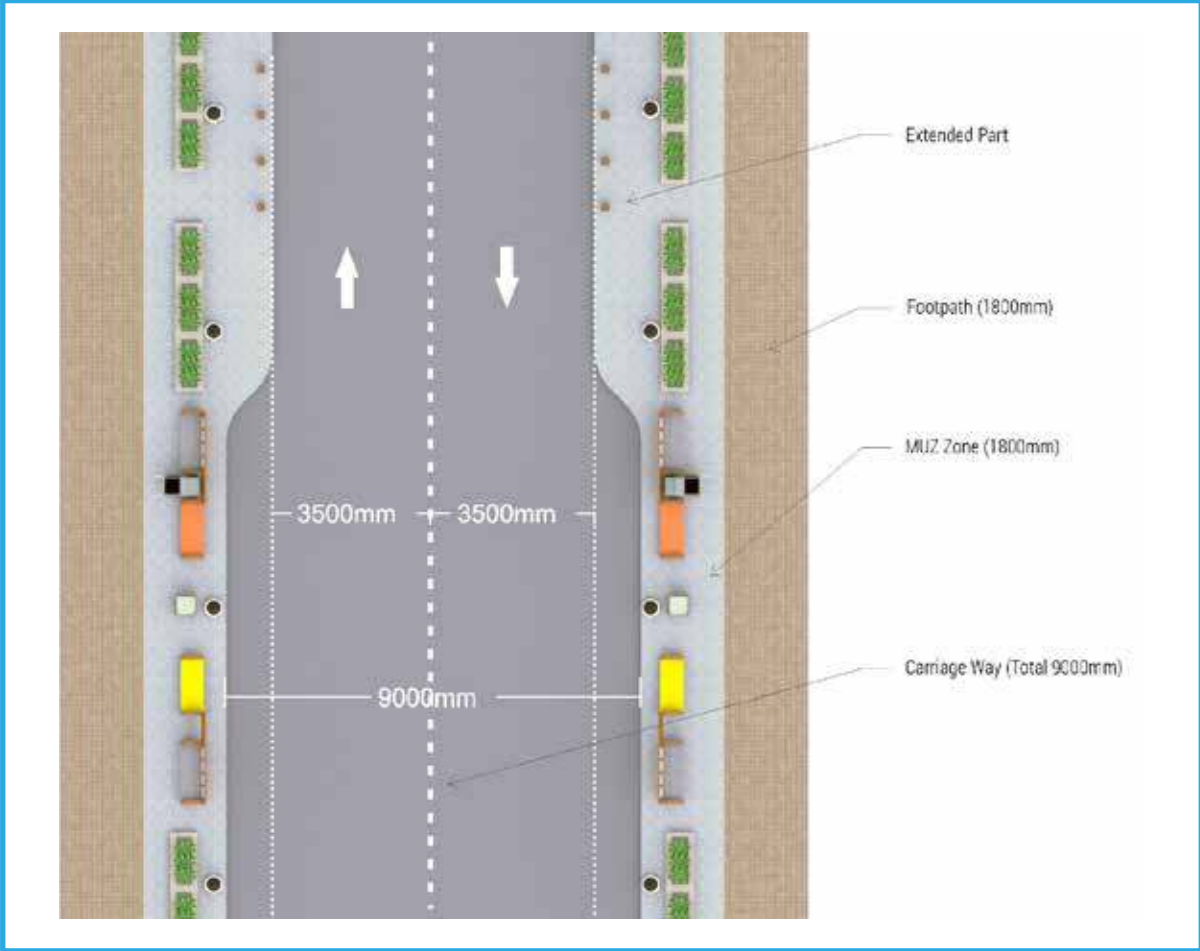 Extended Part
Footpath (1800mm)
MUZ Zone (1800mm)
3500mm 3500mm
Carriage Way (Total 9000mm)
9000mm